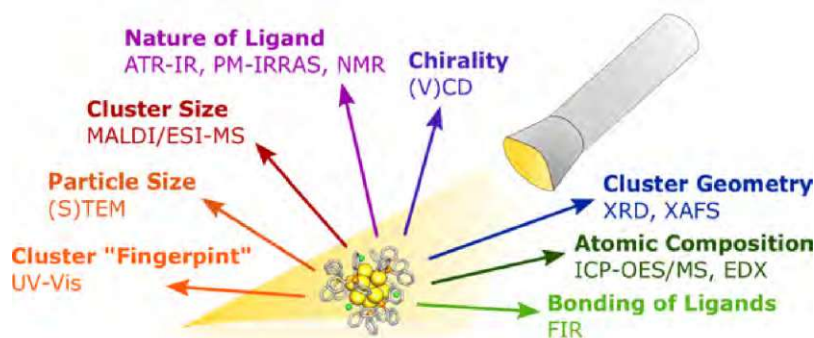 Nature of Ligand
ATR-IR, PM-IRRAS, NMR
Chirality
(V)CD
Cluster Size
MALDI/ESI-MS
Particle Size
(S)TEM
Cluster "Fingerpint"
UV-Vis
Cluster Geometry
XRD, XAFS
Atomic Composition
ICP-OES/MS, EDX
Bonding of Ligands
FIR